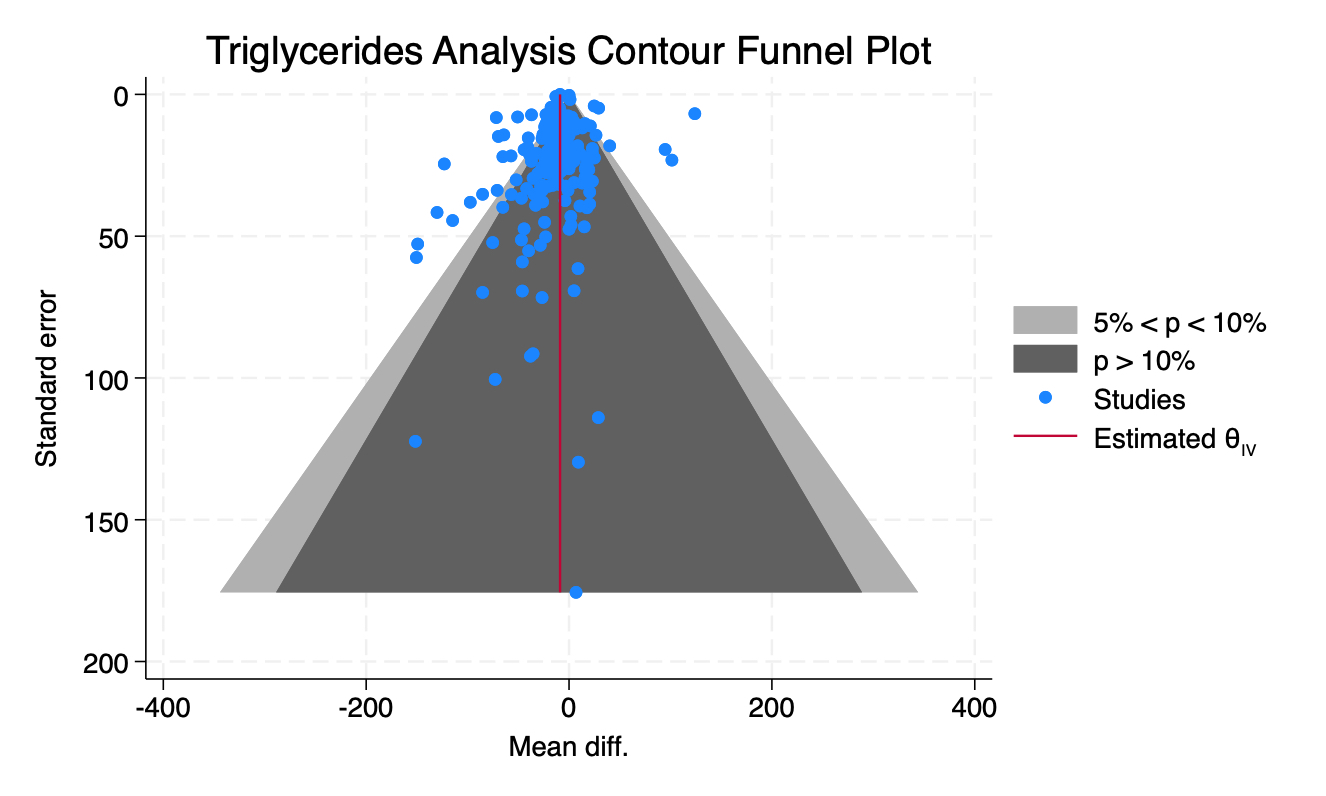 Triglycerides Analysis Contour Funnel Plot
0
50
100
150
200
Standard error
-400
-200
0
200
400
Mean diff.
5% < p < 10%
p > 10%
Studies
Estimated θIV